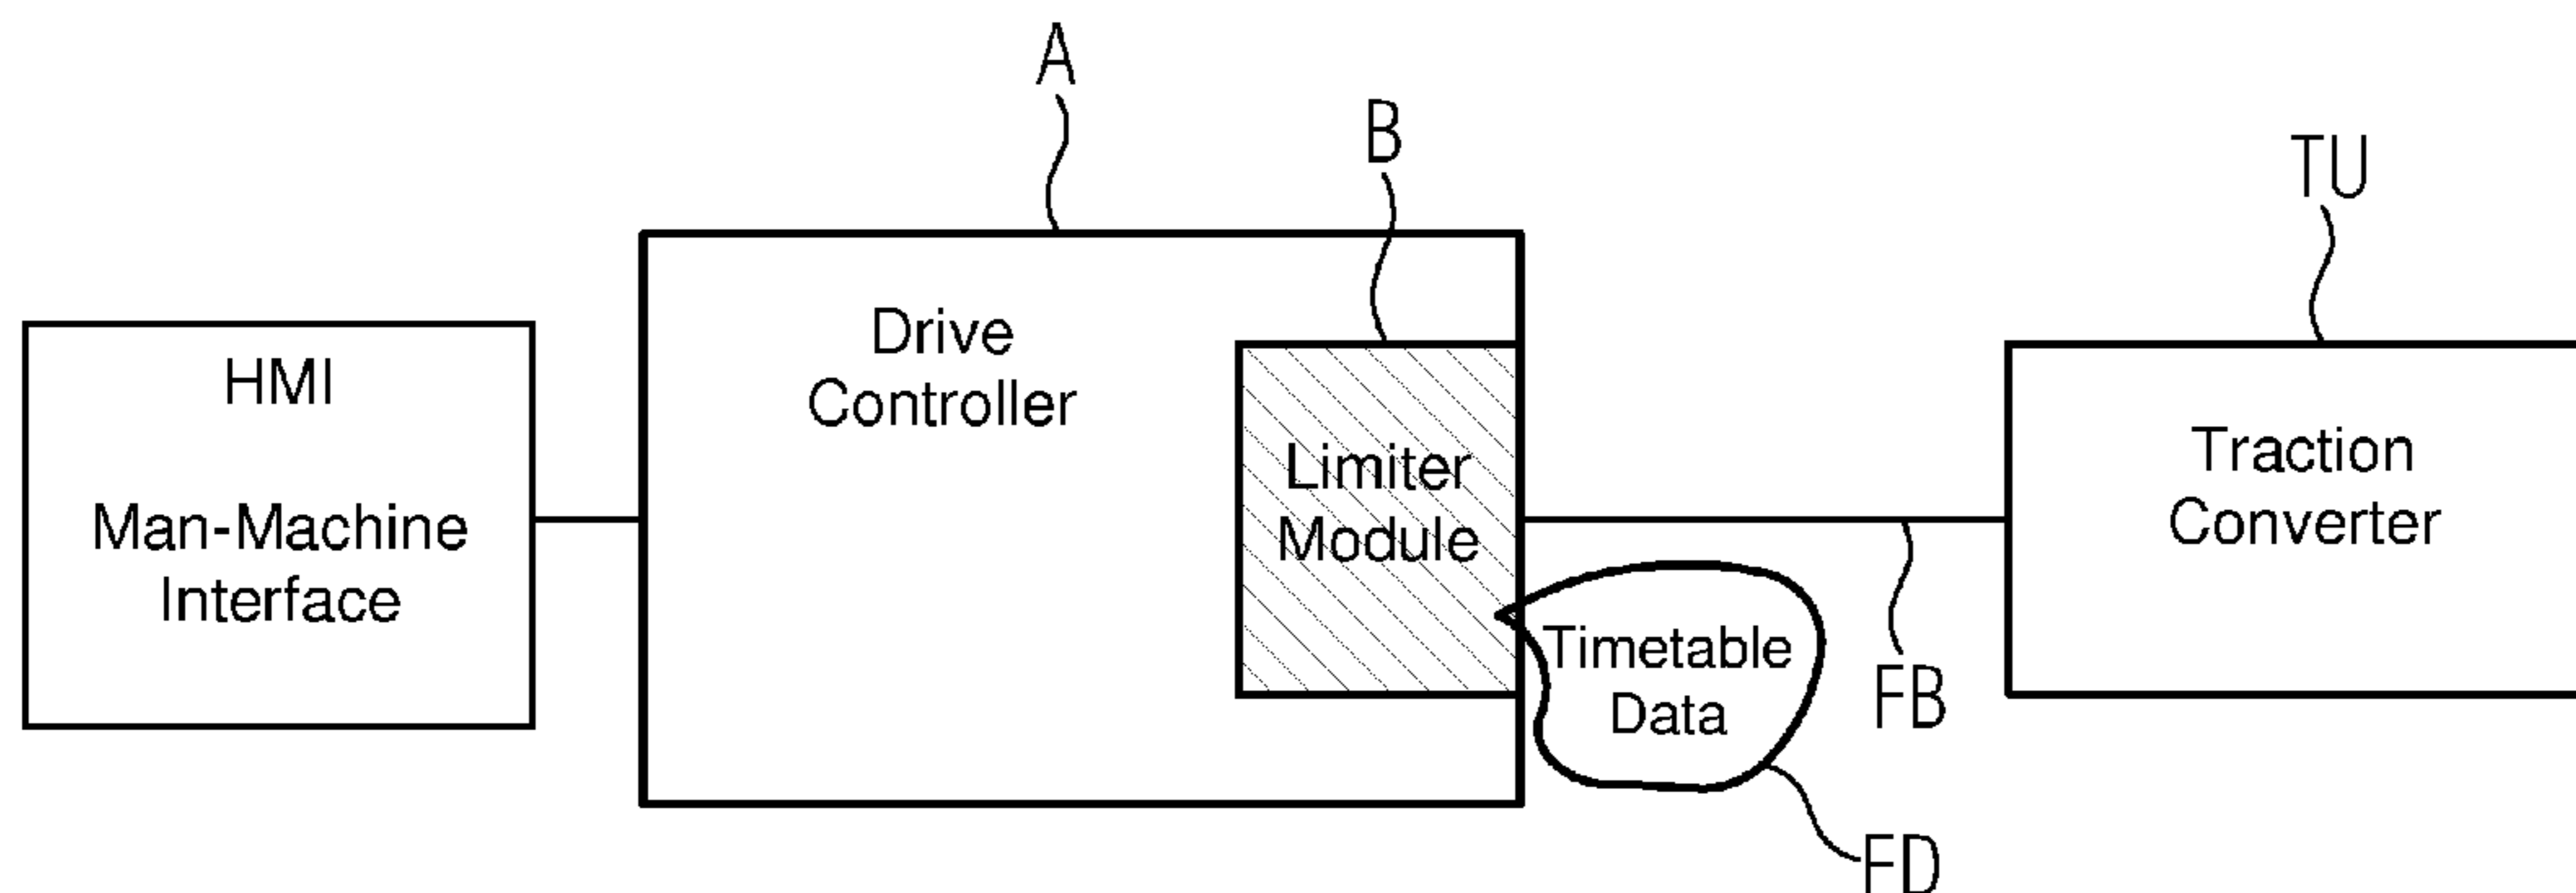 A
B
TU
HMI
Man-Machine
Interface
Drive
Controller
Limiter
Module
Traction
Converter
Timetable
Data
FB
FD